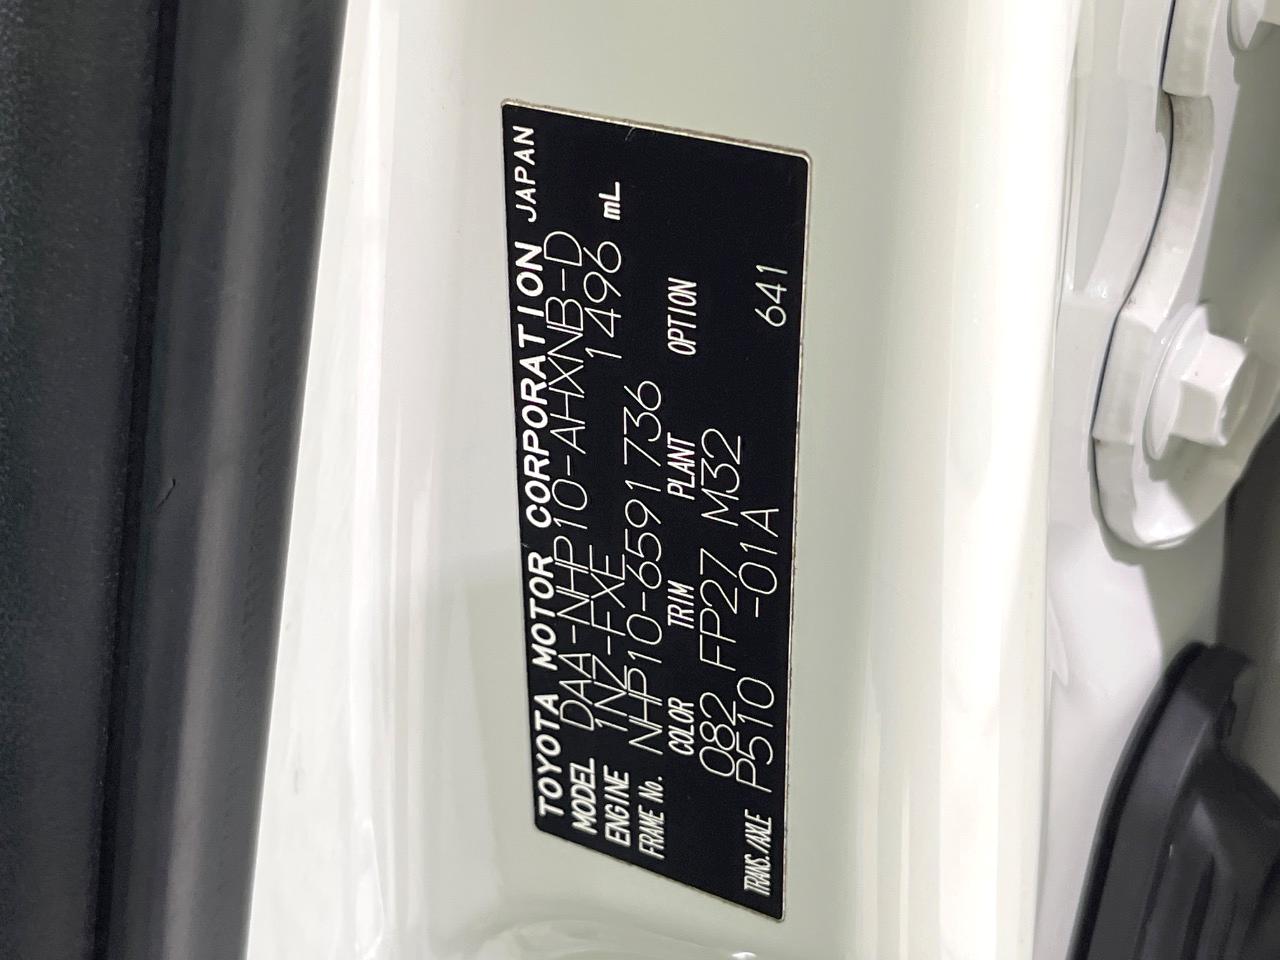 TOYOTA MOTOR CORPORATION JAPAN
MODEL DAA-NHP10-AHXNB-D
ENGINE 1NZ-FXE 1496 mL
FRAME No. NHP10-6591736
COLOR TRIM PLANT OPTION
082 FP27 M32
TRANS./AXLE P510 -01A 641